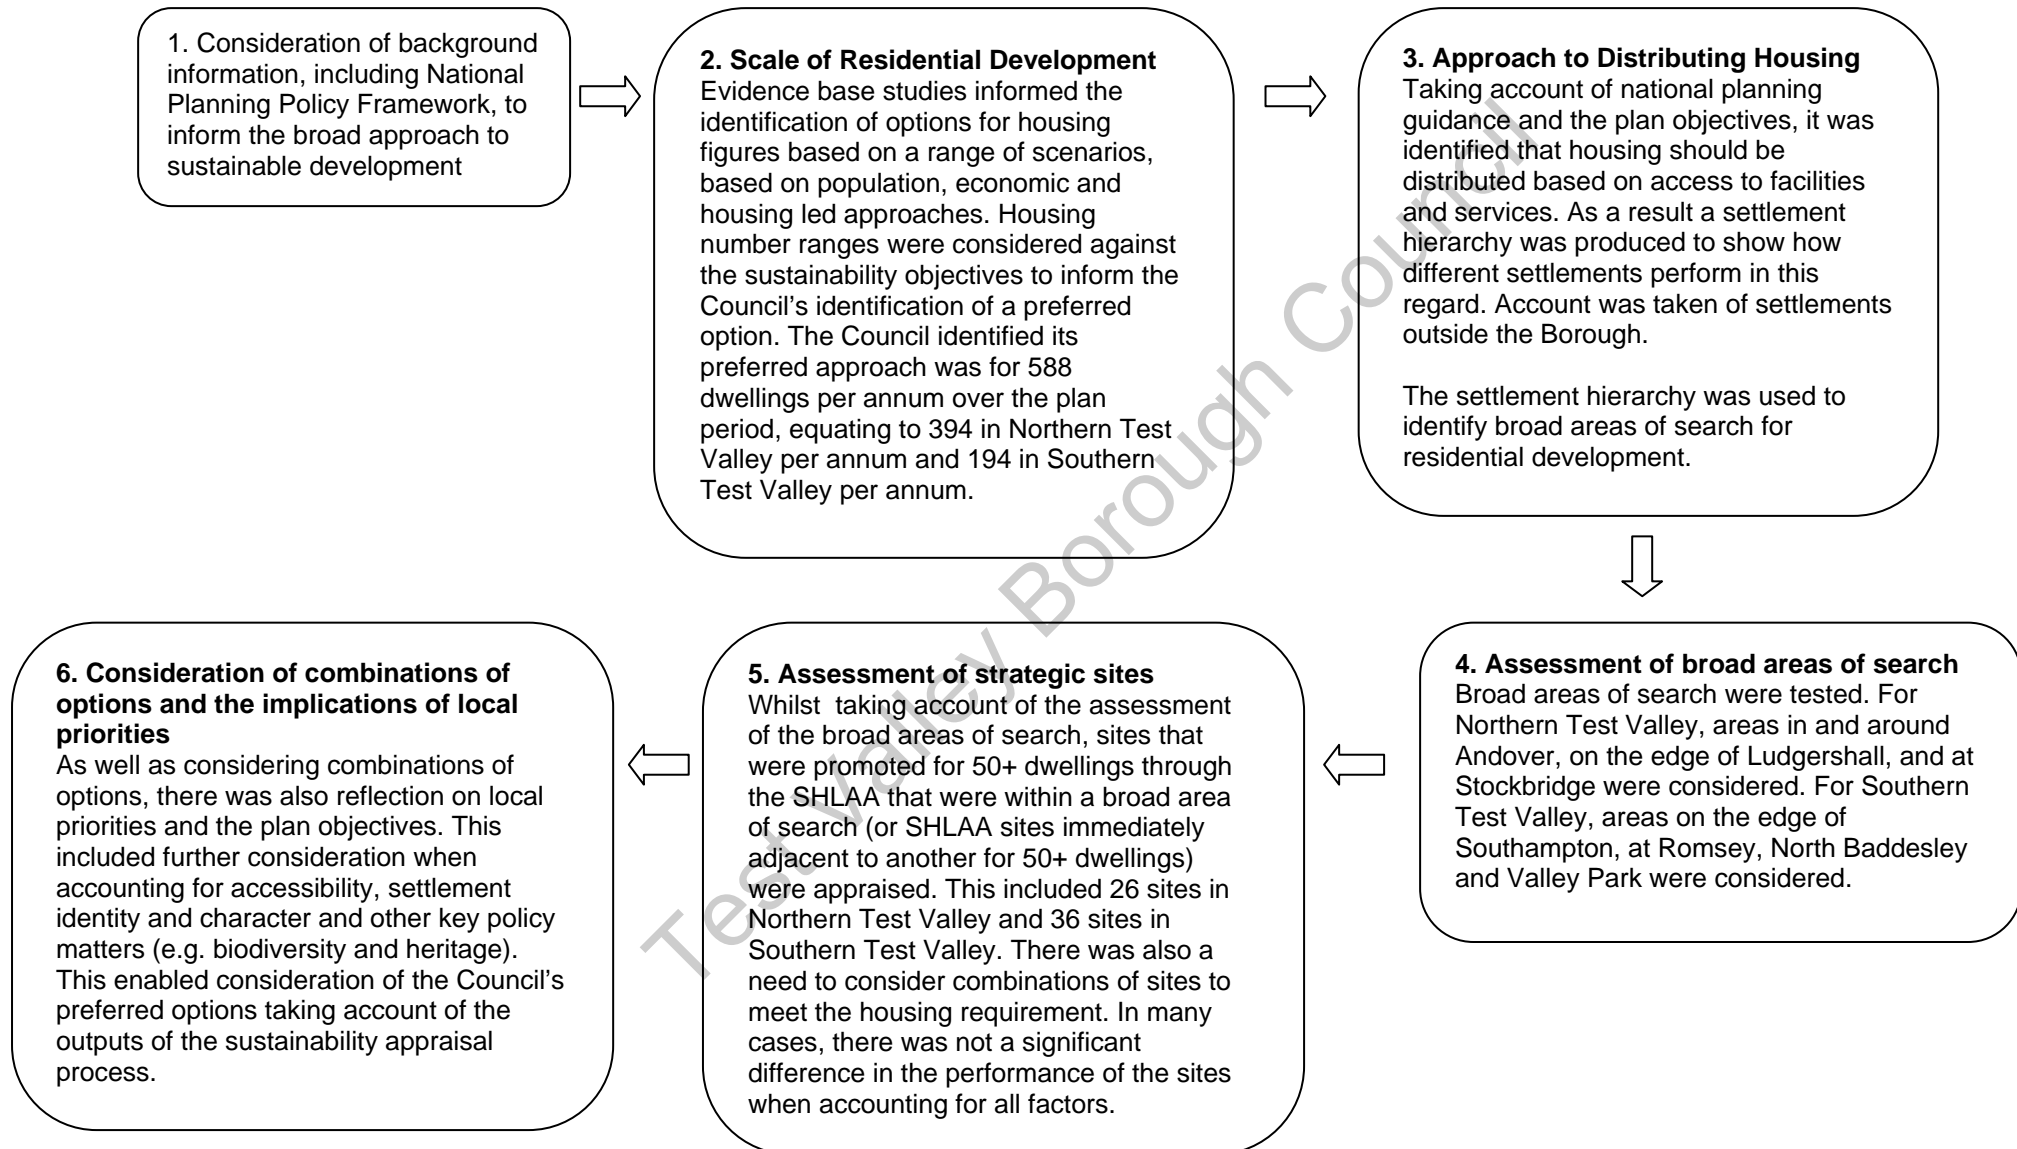 1. Consideration of background
information, including National
Planning Policy Framework, to
inform the broad approach to
sustainable development
2. Scale of Residential Development
Evidence base studies informed the
identification of options for housing
figures based on a range of scenarios,
based on population, economic and
housing led approaches. Housing
number ranges were considered against
the sustainability objectives to inform the
Council's identification of a preferred
option. The Council identified its
preferred approach was for 588
dwellings per annum over the plan
period, equating to 394 in Northern Test
Valley per annum and 194 in Southern
Test Valley per annum.
3. Approach to Distributing Housing
Taking account of national planning
guidance and the plan objectives, it was
identified that housing should be
distributed based on access to facilities
and services. As a result a settlement
hierarchy was produced to show how
different settlements perform in this
regard. Account was taken of settlements
outside the Borough.
The settlement hierarchy was used to
identify broad areas of search for
residential development.
4. Assessment of broad areas of search
Broad areas of search were tested. For
Northern Test Valley, areas in and around
Andover, on the edge of Ludgershall, and at
Stockbridge were considered. For Southern
Test Valley, areas on the edge of
Southampton, at Romsey, North Baddesley
and Valley Park were considered.
5. Assessment of strategic sites
Whilst taking account of the assessment
of the broad areas of search, sites that
were promoted for 50+ dwellings through
the SHLAA that were within a broad area
of search (or SHLAA sites immediately
adjacent to another for 50+ dwellings)
were appraised. This included 26 sites in
Northern Test Valley and 36 sites in
Southern Test Valley. There was also a
need to consider combinations of sites to
meet the housing requirement. In many
cases, there was not a significant
difference in the performance of the sites
when accounting for all factors.
6. Consideration of combinations of
options and the implications of local
priorities
As well as considering combinations of
options, there was also reflection on local
priorities and the plan objectives. This
included further consideration when
accounting for accessibility, settlement
identity and character and other key policy
matters (e.g. biodiversity and heritage).
This enabled consideration of the Council's
preferred options taking account of the
outputs of the sustainability appraisal
process.
Test Valley Borough Council